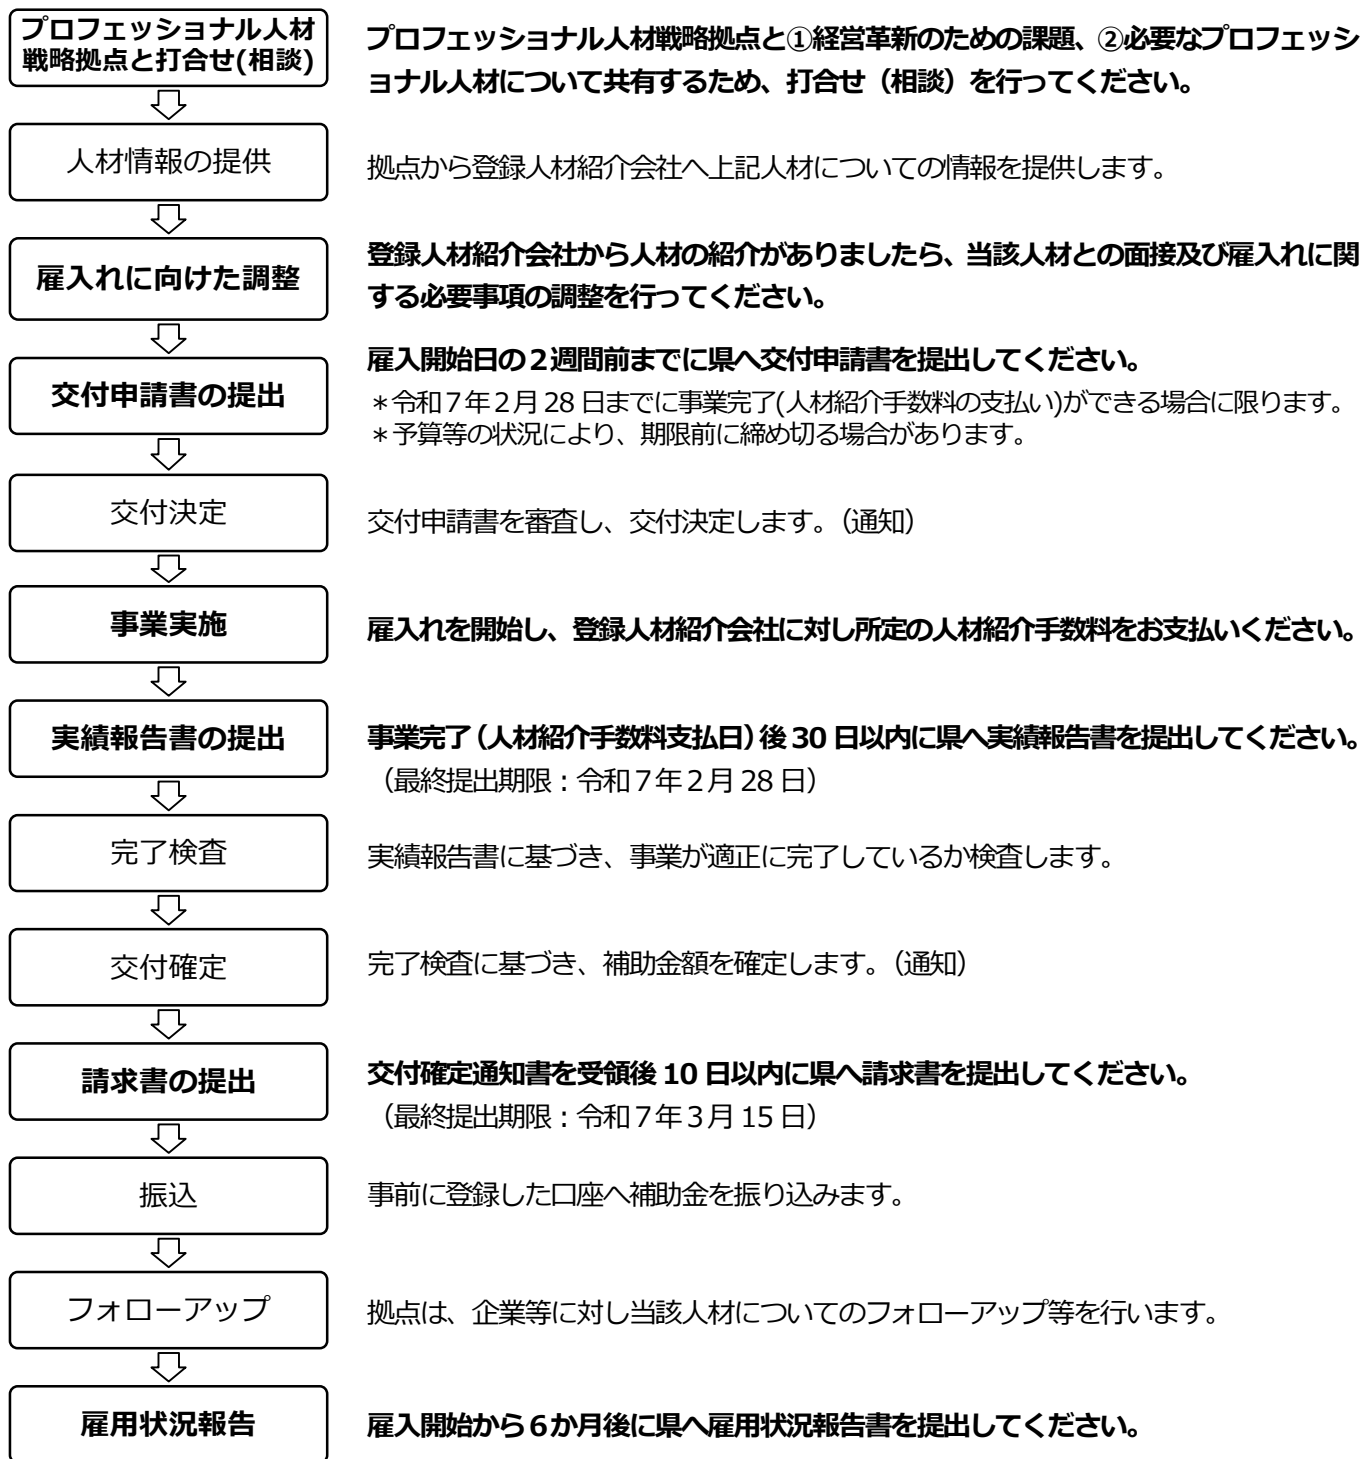 プロフェッショナル人材
戦略拠点と打合せ(相談)
プロフェッショナル人材戦略拠点と①経営革新のための課題、②必要なプロフェッシ
ョナル人材について共有するため、打合せ（相談）を行ってください。
人材情報の提供
拠点から登録人材紹介会社へ上記人材についての情報を提供します。
雇入れに向けた調整
登録人材紹介会社から人材の紹介がありましたら、当該人材との面接及び雇入れに関
する必要事項の調整を行ってください。
交付申請書の提出
雇入開始日の２週間前までに県へ交付申請書を提出してください。
＊令和７年２月 28 日までに事業完了(人材紹介手数料の支払い)ができる場合に限ります。
＊予算等の状況により、期限前に締め切る場合があります。
交付決定
交付申請書を審査し、交付決定します。（通知）
事業実施
雇入れを開始し、登録人材紹介会社に対し所定の人材紹介手数料をお支払いください。
実績報告書の提出
事業完了（人材紹介手数料支払日）後 30 日以内に県へ実績報告書を提出してください。
（最終提出期限：令和７年２月 28 日）
完了検査
実績報告書に基づき、事業が適正に完了しているか検査します。
交付確定
完了検査に基づき、補助金額を確定します。（通知）
請求書の提出
交付確定通知書を受領後 10 日以内に県へ請求書を提出してください。
（最終提出期限：令和７年３月 15 日）
振込
事前に登録した口座へ補助金を振り込みます。
フォローアップ
拠点は、企業等に対し当該人材についてのフォローアップ等を行います。
雇用状況報告
雇入開始から６か月後に県へ雇用状況報告書を提出してください。